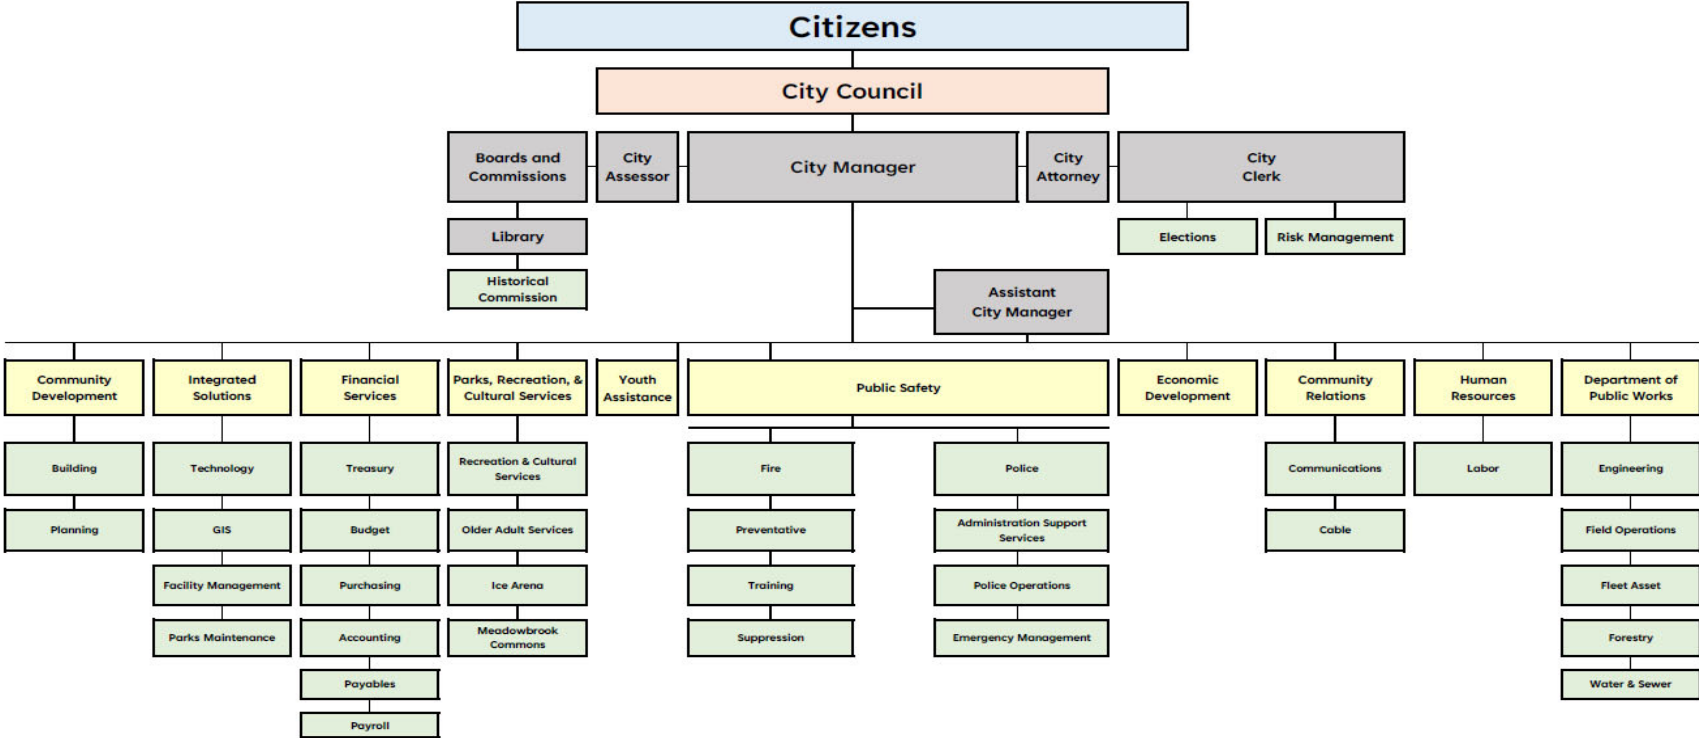 Citizens
City Council
Boards and
Commissions
City
Assessor
City Manager
City
Attorney
City
Clerk
Library
Elections
Risk Management
Historical
Commission
Assistant
City Manager
Community
Development
Integrated
Solutions
Financial
Services
Parks, Recreation, &
Cultural Services
Youth
Assistance
Public Safety
Economic
Development
Community
Relations
Human
Resources
Department of
Public Works
Building
Technology
Treasury
Recreation & Cultural
Services
Fire
Police
Communications
Labor
Engineering
Planning
GIS
Budget
Older Adult Services
Preventative
Administration Support
Services
Cable
Field Operations
Facility Management
Purchasing
Ice Arena
Training
Police Operations
Fleet Asset
Parks Maintenance
Accounting
Meadowbrook
Commons
Suppression
Emergency Management
Forestry
Payables
Water & Sewer
Payroll